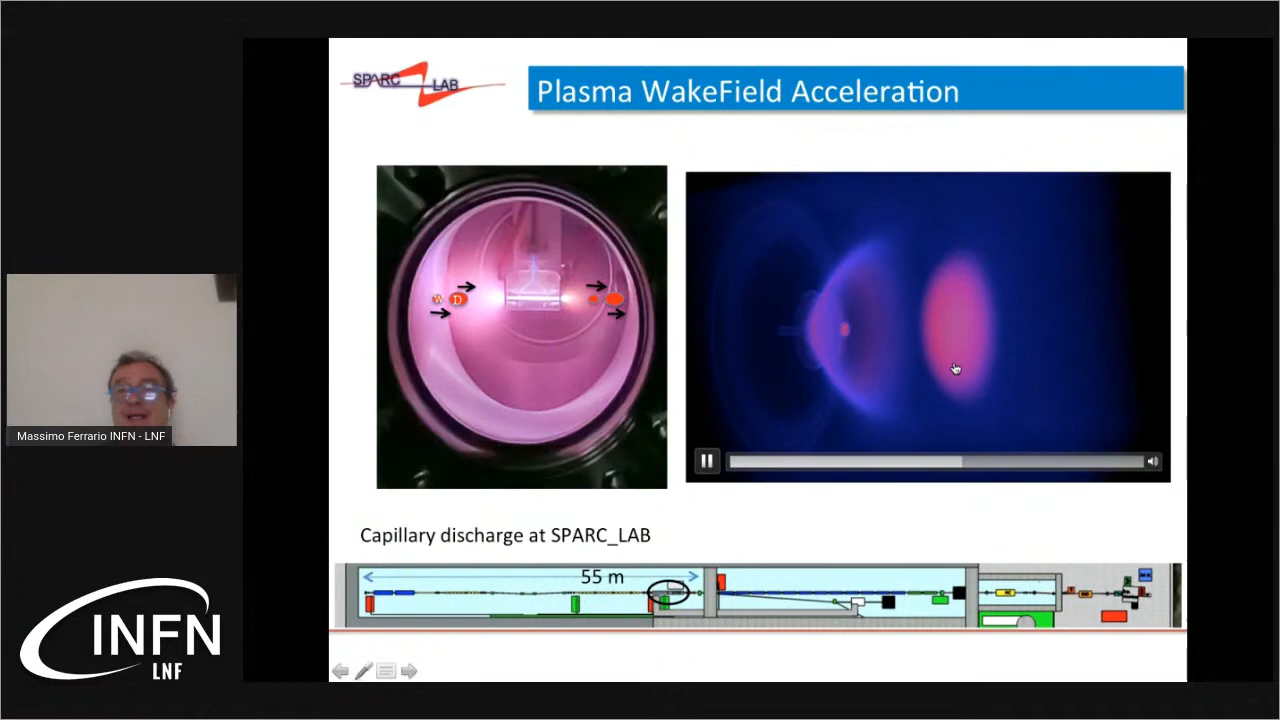 SPARC LAB
Plasma WakeField Acceleration
W D
Massimo Ferrario INFN - LNF
Capillary discharge at SPARC_LAB
55 m
INFN
LNF